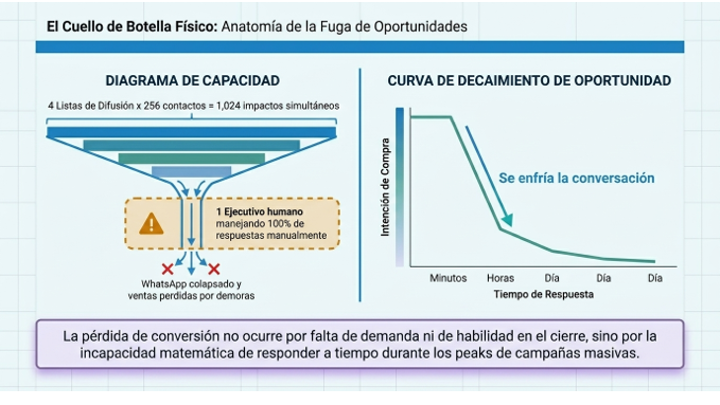 El Cuello de Botella Físico: Anatomía de la Fuga de Oportunidades
DIAGRAMA DE CAPACIDAD
4 Listas de Difusión x 256 contactos = 1,024 impactos simultáneos
1 Ejecutivo humano
manejando 100% de
respuestas manualmente
WhatsApp colapsado y
ventas perdidas por demoras
CURVA DE DECAIMIENTO DE OPORTUNIDAD
Intención de Compra
Se enfría la conversación
Minutos Horas Día Día Día
Tiempo de Respuesta
La pérdida de conversión no ocurre por falta de demanda ni de habilidad en el cierre, sino por la
incapacidad matemática de responder a tiempo durante los peaks de campañas masivas.